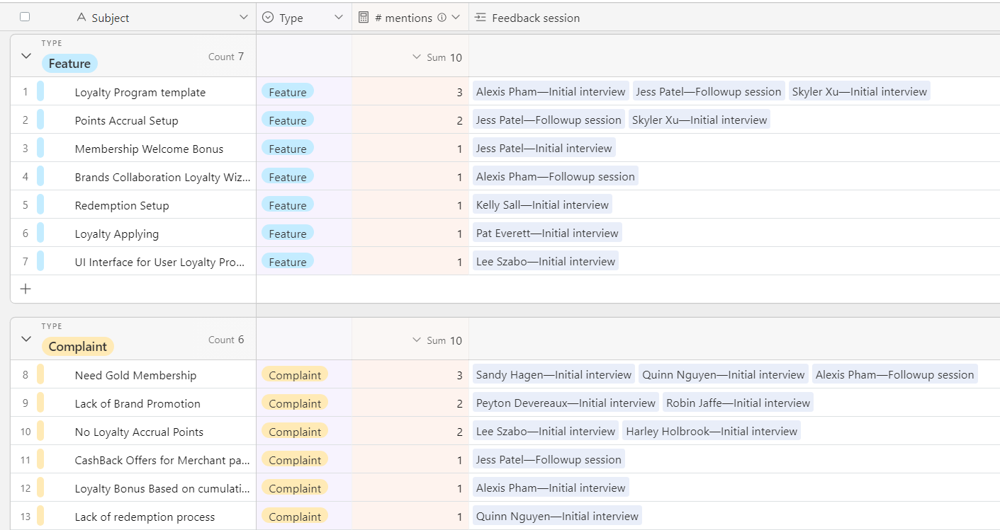 Subject Type # mentions Feedback session
TYPE
Feature Count 7 Sum 10
1 Loyalty Program template Feature 3 Alexis Pham—Initial interview Jess Patel—Followup session Skyler Xu—Initial interview
2 Points Accrual Setup Feature 2 Jess Patel—Followup session Skyler Xu—Initial interview
3 Membership Welcome Bonus Feature 1 Jess Patel—Initial interview
4 Brands Collaboration Loyalty Wiz... Feature 1 Alexis Pham—Followup session
5 Redemption Setup Feature 1 Kelly Sall—Initial interview
6 Loyalty Applying Feature 1 Pat Everett—Initial interview
7 UI Interface for User Loyalty Pro... Feature 1 Lee Szabo—Initial interview
TYPE
Complaint Count 6 Sum 10
8 Need Gold Membership Complaint 3 Sandy Hagen—Initial interview Quinn Nguyen—Initial interview Alexis Pham—Followup session
9 Lack of Brand Promotion Complaint 2 Peyton Devereaux—Initial interview Robin Jaffe—Initial interview
10 No Loyalty Accrual Points Complaint 2 Lee Szabo—Initial interview Harley Holbrook—Initial interview
11 CashBack Offers for Merchant pa... Complaint 1 Jess Patel—Followup session
12 Loyalty Bonus Based on cumulati... Complaint 1 Alexis Pham—Initial interview
13 Lack of redemption process Complaint 1 Quinn Nguyen—Initial interview